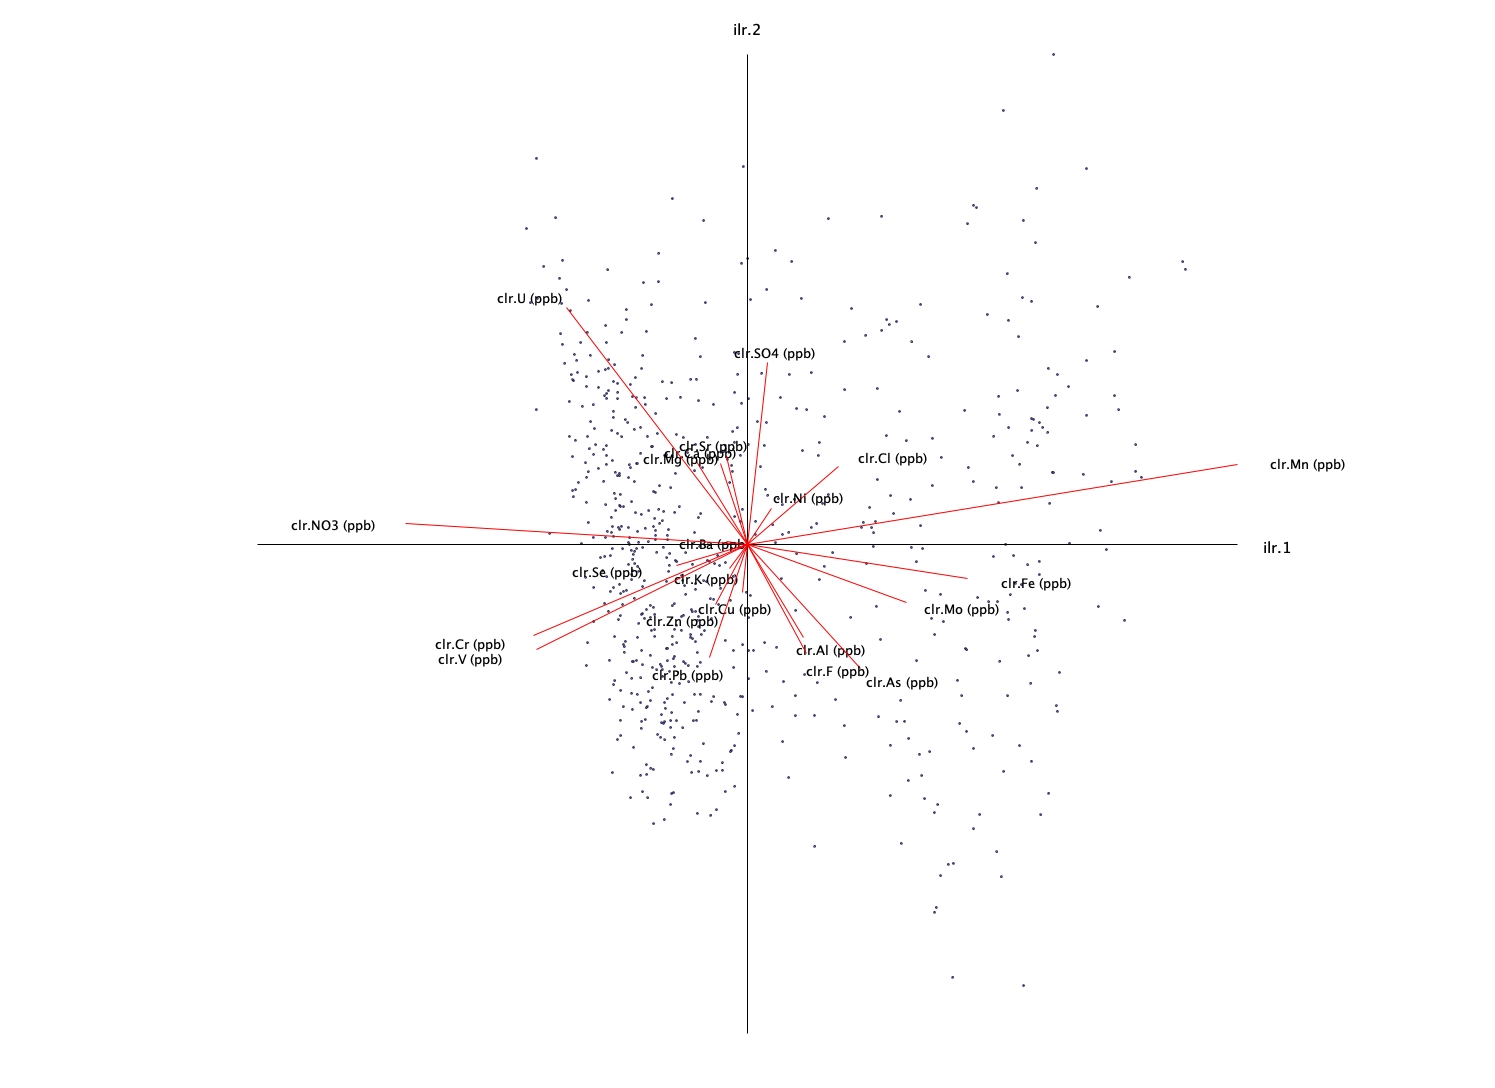 ilr.2
clr.U (ppb)
clr.SO4 (ppb)
clr.Sr (ppb)
clr.Ca (ppb)
clr.Mg (ppb)
clr.Cl (ppb)
clr.Mn (ppb)
clr.Ni (ppb)
clr.NO3 (ppb)
clr.Ba (ppb)
ilr.1
clr.Se (ppb)
clr.K (ppb)
clr.Fe (ppb)
clr.Cu (ppb)
clr.Mo (ppb)
clr.Zn (ppb)
clr.Cr (ppb)
clr.Al (ppb)
clr.V (ppb)
clr.F (ppb)
clr.Pb (ppb)
clr.As (ppb)